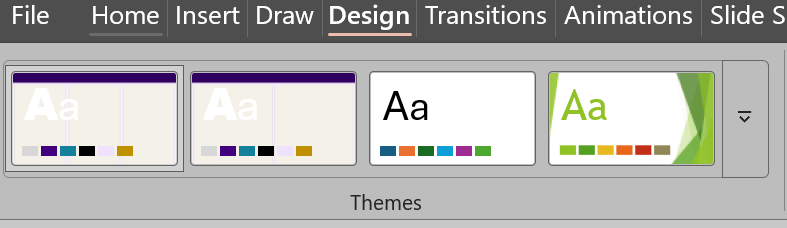 File Home Insert Draw Design Transitions Animations Slide S
Aa Aa Aa Aa
Themes